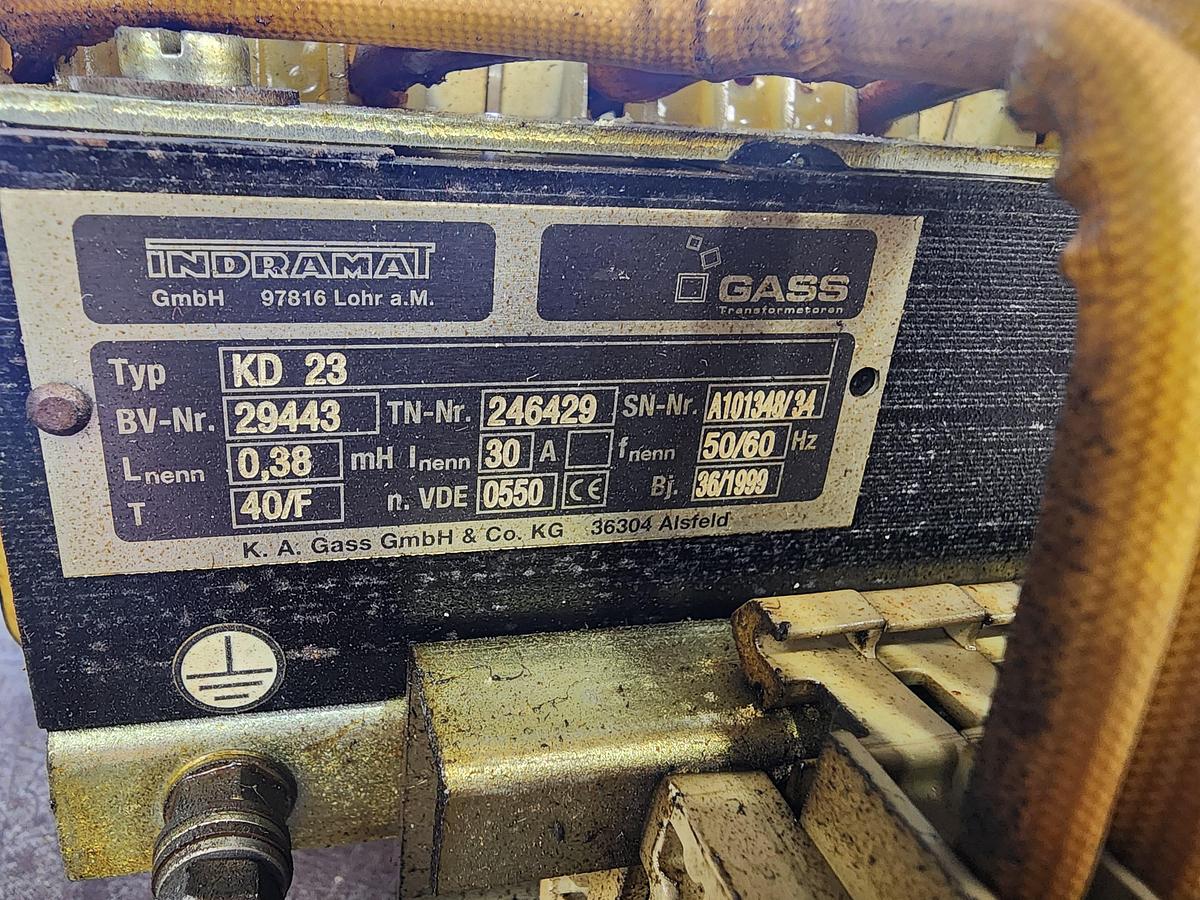 INDRAMAT
GmbH 97816 Lohr a.M.
GASS
Transformatoren
Typ KD 23
BV-Nr. 29443 TN-Nr. 246429 SN-Nr. A101348/34
Lnenn 0,38 mH Inenn 30 A fnenn 50/60 Hz
T 40/F n. VDE 0550 CE Bj. 36/1999
K. A. Gass GmbH & Co. KG 36304 Alsfeld